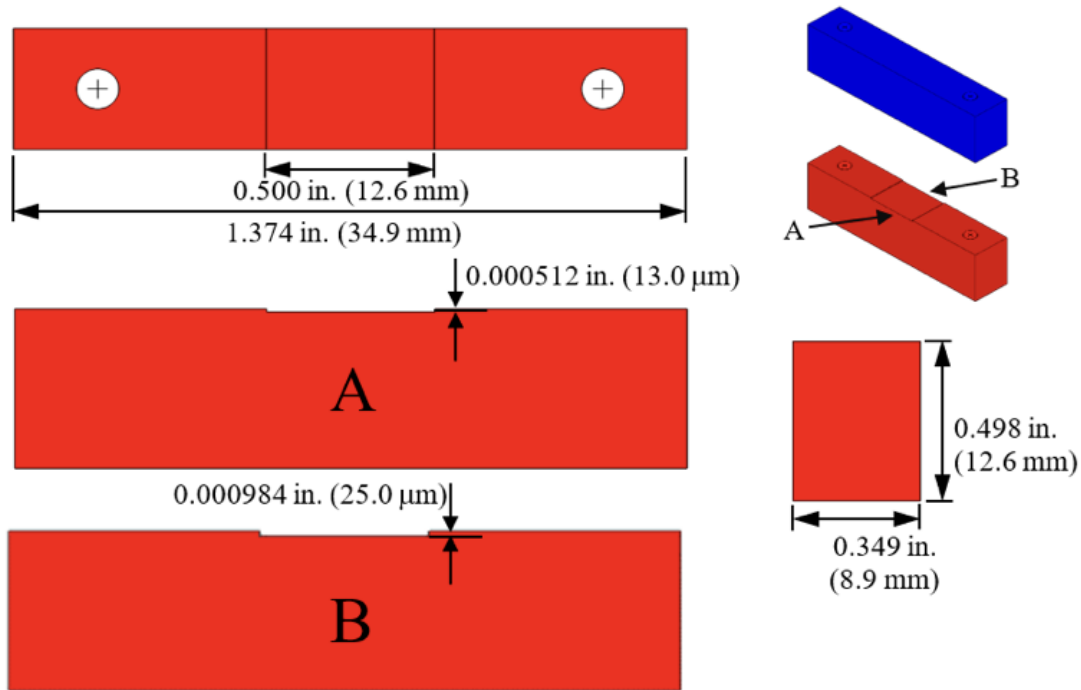 0.500 in. (12.6 mm)
1.374 in. (34.9 mm)
B
A
0.000512 in. (13.0 μm)
A
0.498 in.
(12.6 mm)
0.000984 in. (25.0 μm)
0.349 in.
(8.9 mm)
B